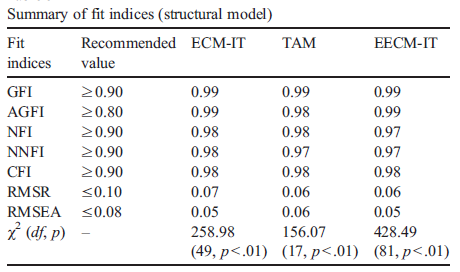 Summary of fit indices (structural model)
Fit indices Recommended value ECM-IT TAM EECM-IT
GFI ≥0.90 0.99 0.99 0.99
AGFI ≥0.80 0.99 0.98 0.99
NFI ≥0.90 0.98 0.98 0.97
NNFI ≥0.90 0.98 0.97 0.97
CFI ≥0.90 0.98 0.98 0.98
RMSR ≤0.10 0.07 0.06 0.06
RMSEA ≤0.08 0.05 0.06 0.05
χ² (df, p) – 258.98 156.07 428.49
(49, p<.01) (17, p<.01) (81, p<.01)